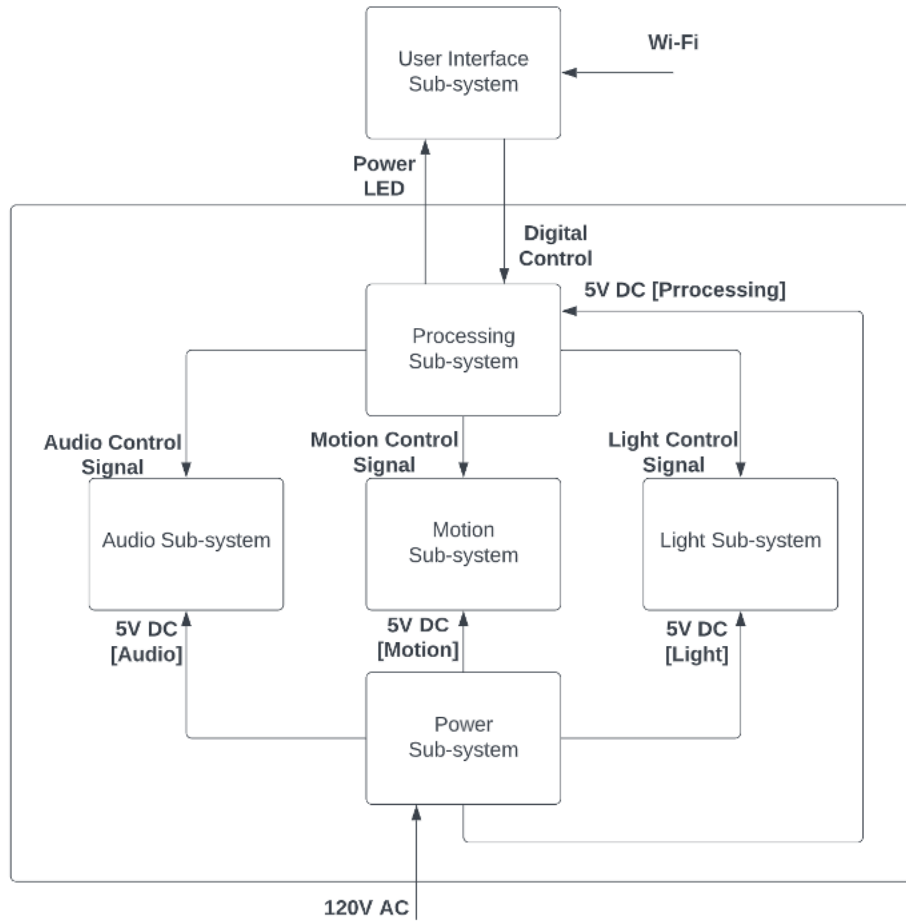 User Interface
Sub-system
Wi-Fi
Power
LED
Digital
Control
5V DC [Prrocessing]
Processing
Sub-system
Audio Control
Signal
Motion Control
Signal
Light Control
Signal
Audio Sub-system
Motion
Sub-system
Light Sub-system
5V DC
[Audio]
5V DC
[Motion]
5V DC
[Light]
Power
Sub-system
120V AC